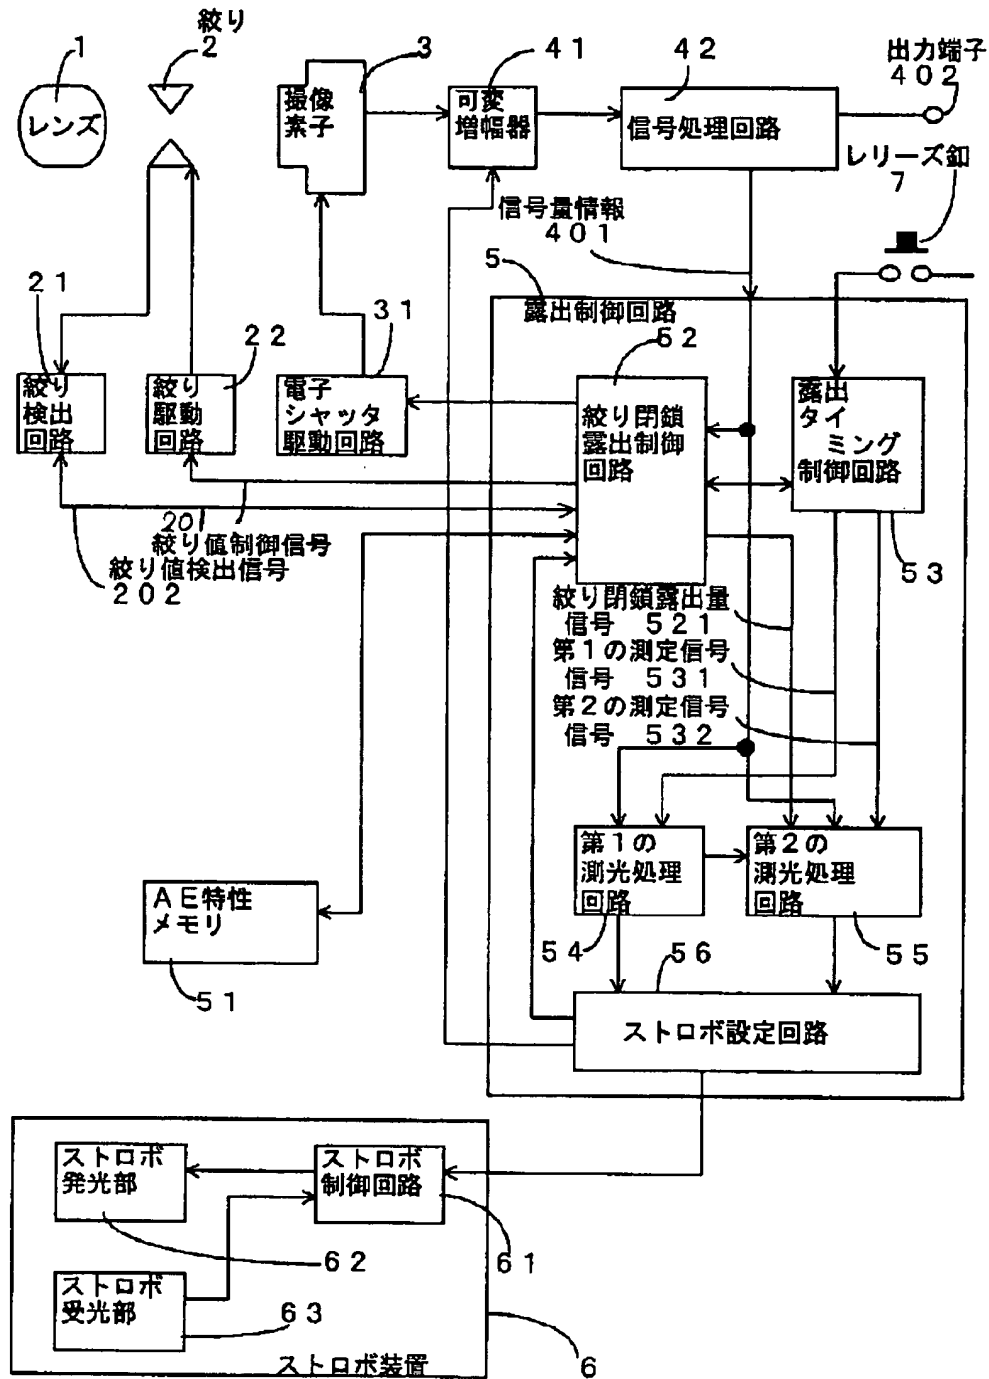 絞り
1
2
3
41
42
出力端子
402
レンズ
撮像
素子
可変
増幅器
信号処理回路
レリーズ釦
7
信号量情報
401
5
露出制御回路
21
22
31
52
絞り
検出
回路
絞り
駆動
回路
電子
シャッタ
駆動回路
絞り閉鎖
露出制御
回路
露出
タイ
ミング
制御回路
201
絞り値制御信号
絞り値検出信号
202
53
絞り閉鎖露出量
信号 521
第1の測定信号
信号 531
第2の測定信号
信号 532
第1の
測光処理
回路
第2の
測光処理
回路
AE特性
メモリ
51
54
56
55
ストロボ設定回路
ストロボ
発光部
ストロボ
制御回路
62
61
ストロボ
受光部
63
ストロボ装置
6